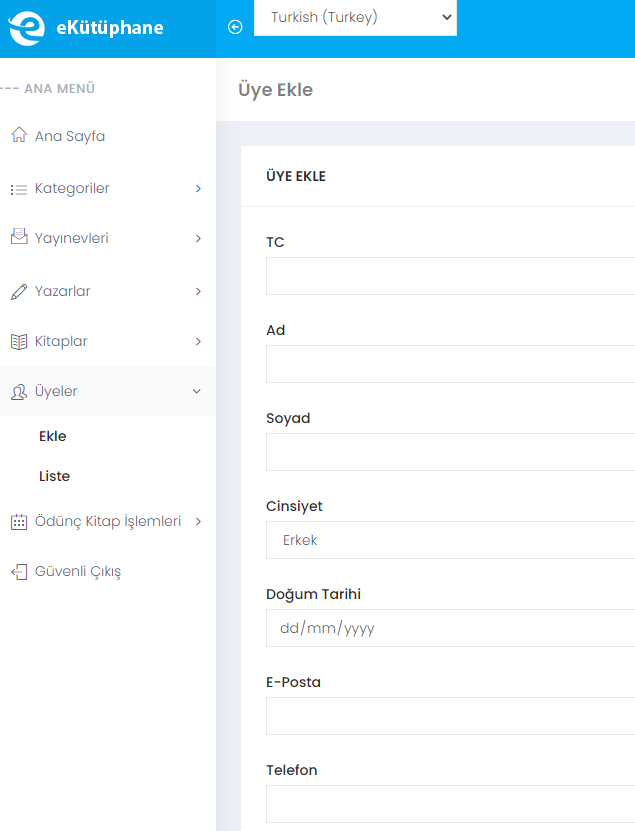 eKütüphane
Turkish (Turkey)
--- ANA MENÜ
Ana Sayfa
Kategoriler
Yayınevleri
Yazarlar
Kitaplar
Üyeler
Ekle
Liste
Ödünç Kitap İşlemleri
Güvenli Çıkış
Üye Ekle
ÜYE EKLE
TC
Ad
Soyad
Cinsiyet
Erkek
Doğum Tarihi
dd/mm/yyyy
E-Posta
Telefon